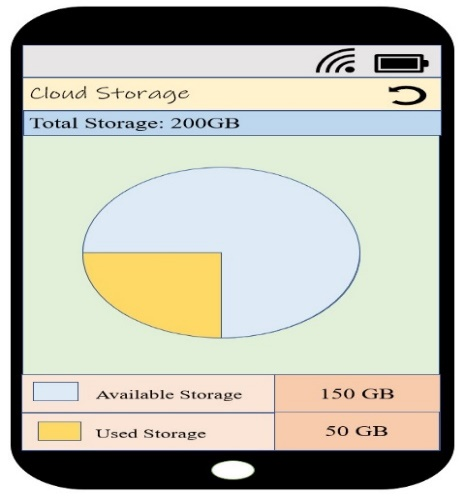 Cloud Storage
Total Storage: 200GB
Available Storage 150 GB
Used Storage 50 GB